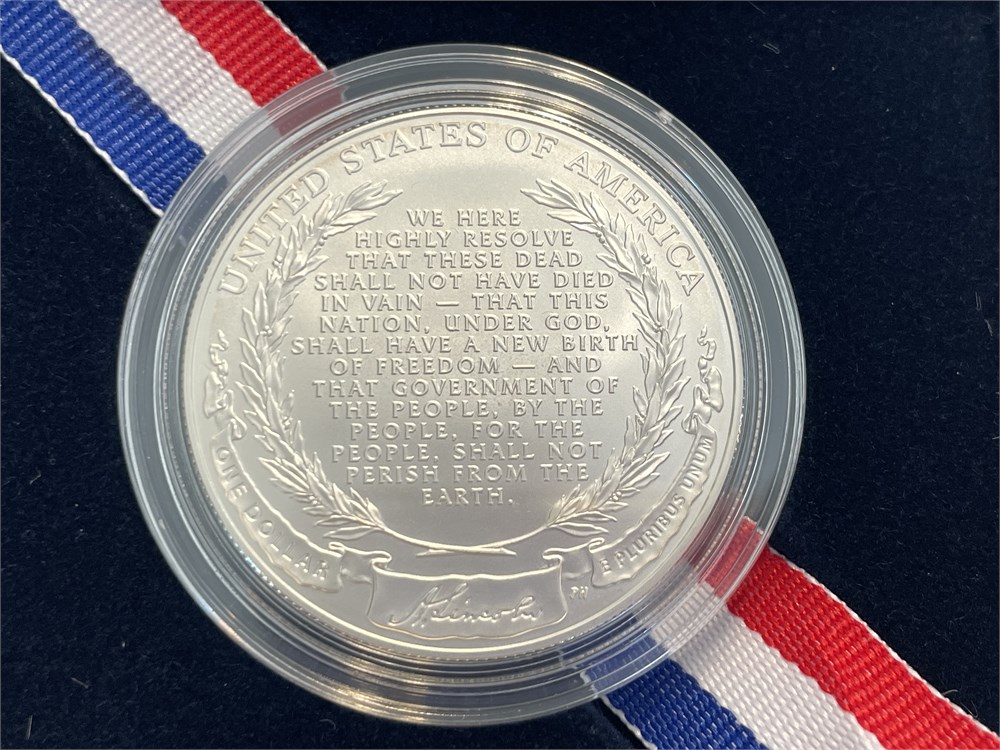 UNITED STATES OF AMERICA
WE HERE
HIGHLY RESOLVE
THAT THESE DEAD
SHALL NOT HAVE DIED
IN VAIN — THAT THIS
NATION, UNDER GOD,
SHALL HAVE A NEW BIRTH
OF FREEDOM — AND
THAT GOVERNMENT OF
THE PEOPLE, BY THE
PEOPLE, FOR THE
PEOPLE, SHALL NOT
PERISH FROM THE
EARTH.
ONE DOLLAR
A. Lincoln
PH
E PLURIBUS UNUM